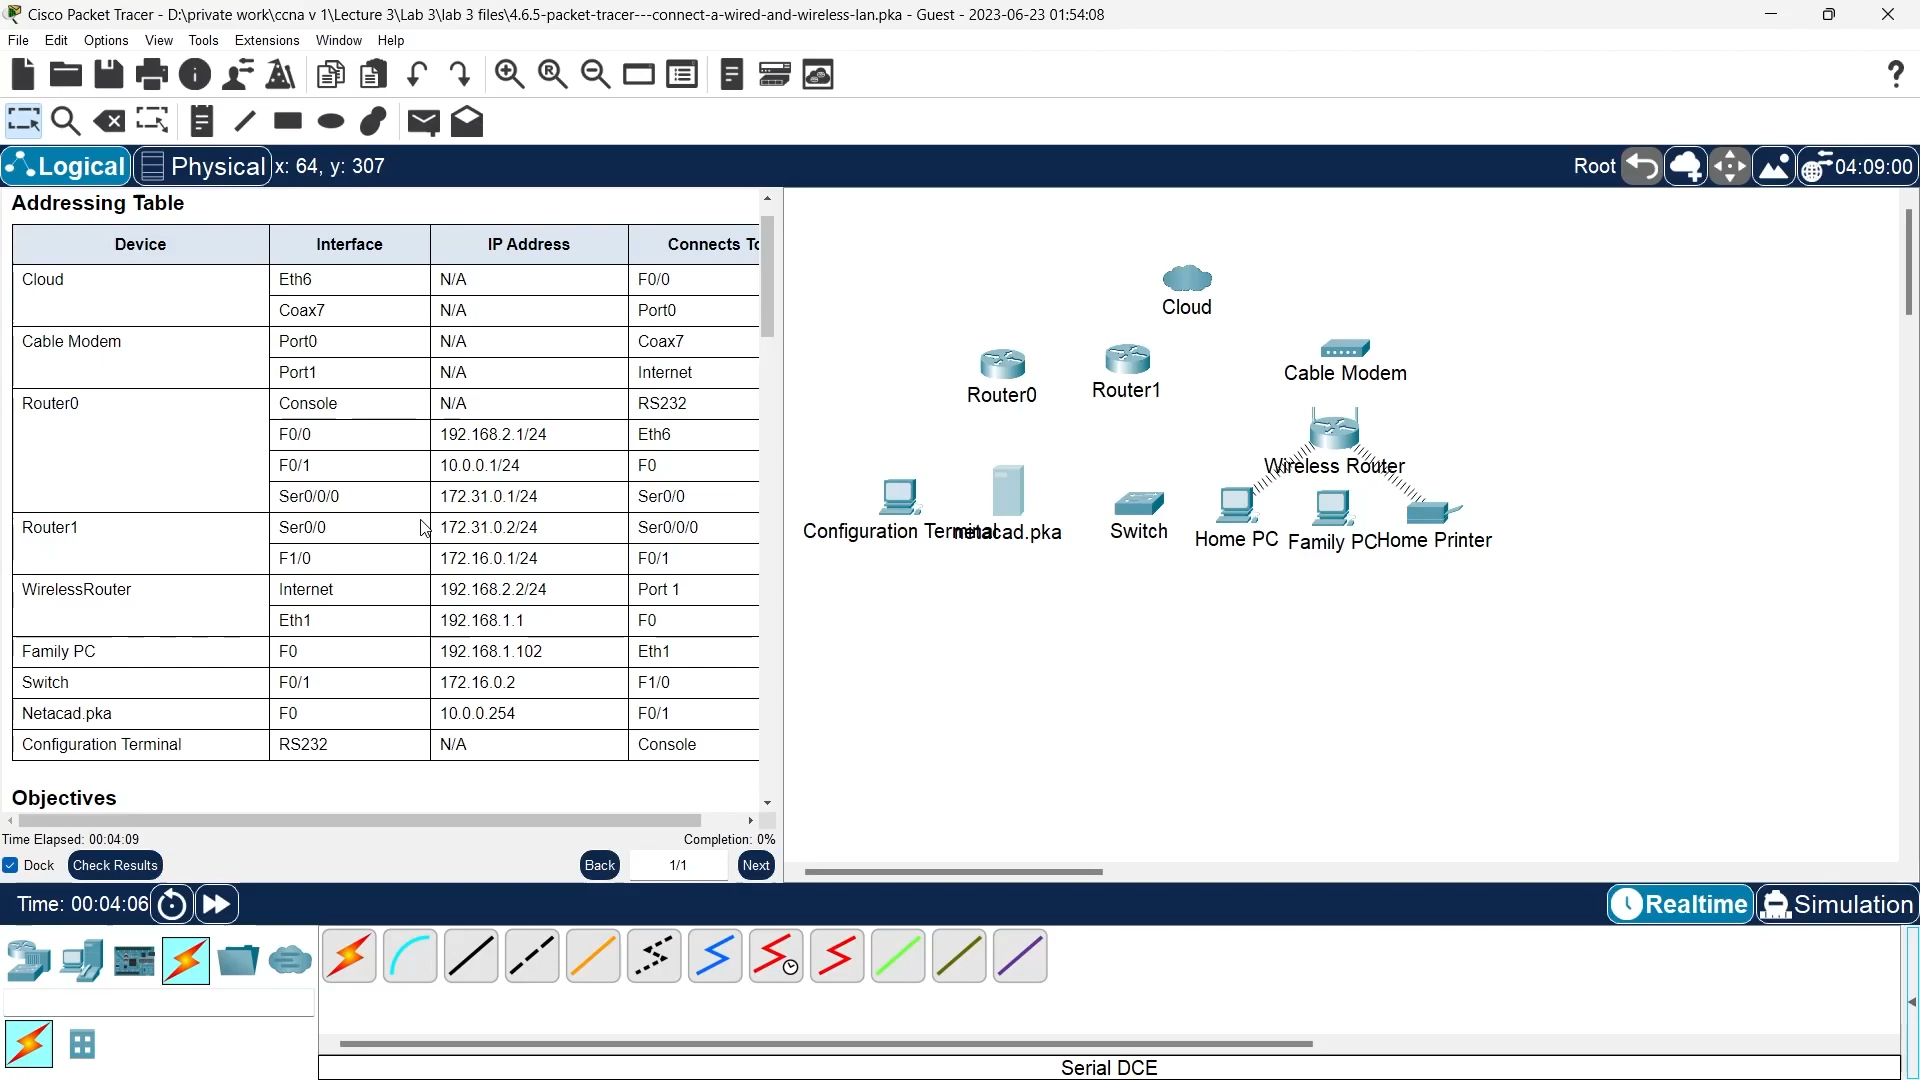 Cisco Packet Tracer - D:\private work\ccna v 1\Lecture 3\Lab 3\lab 3 files\4.6.5-packet-tracer---connect-a-wired-and-wireless-lan.pka - Guest - 2023-06-23 01:54:08
File Edit Options View Tools Extensions Window Help
?
Logical Physical x: 64, y: 307 Root 04:09:00
Addressing Table
Device Interface IP Address Connects To
Cloud Eth6 N/A F0/0
Coax7 N/A Port0
Cable Modem Port0 N/A Coax7
Port1 N/A Internet
Router0 Console N/A RS232
F0/0 192.168.2.1/24 Eth6
F0/1 10.0.0.1/24 F0
Ser0/0/0 172.31.0.1/24 Ser0/0
Router1 Ser0/0 172.31.0.2/24 Ser0/0/0
F1/0 172.16.0.1/24 F0/1
WirelessRouter Internet 192.168.2.2/24 Port 1
Eth1 192.168.1.1 F0
Family PC F0 192.168.1.102 Eth1
Switch F0/1 172.16.0.2 F1/0
Netacad.pka F0 10.0.0.254 F0/1
Configuration Terminal RS232 N/A Console
Objectives
Cloud
Router0 Router1 Cable Modem
Wireless Router
Configuration Terminal netacad.pka Switch Home PC Family PC Home Printer
Time Elapsed: 00:04:09 Completion: 0%
Dock Check Results Back 1/1 Next
Time: 00:04:06 Realtime Simulation
Serial DCE